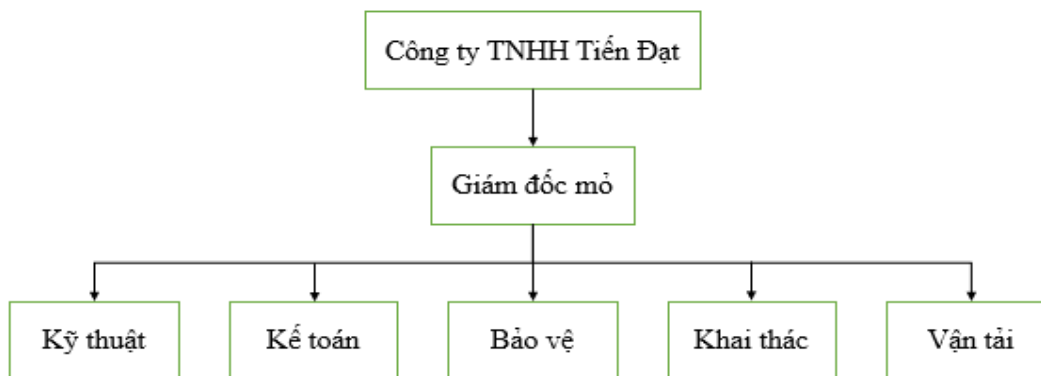 Công ty TNHH Tiến Đạt
Giám đốc mỏ
Kỹ thuật
Kế toán
Bảo vệ
Khai thác
Vận tải